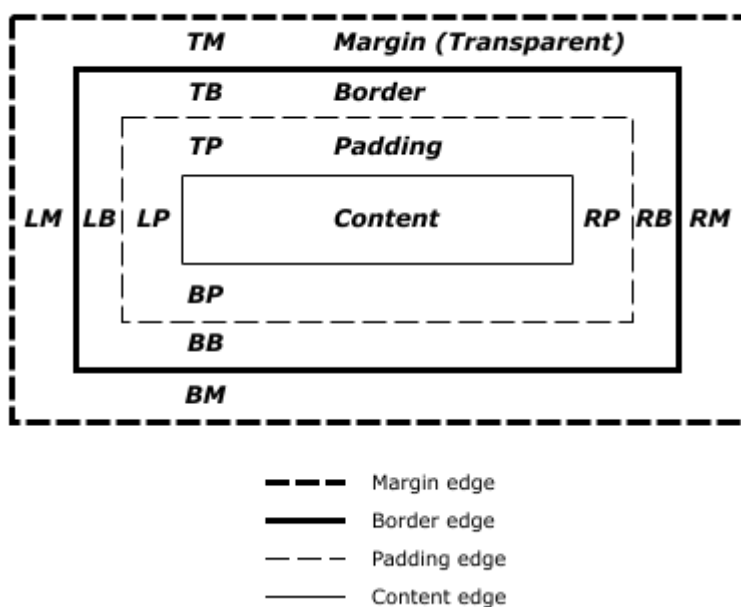 TM Margin (Transparent)
TB Border
TP Padding
LM LB LP Content RP RB RM
BP
BB
BM
Margin edge
Border edge
Padding edge
Content edge